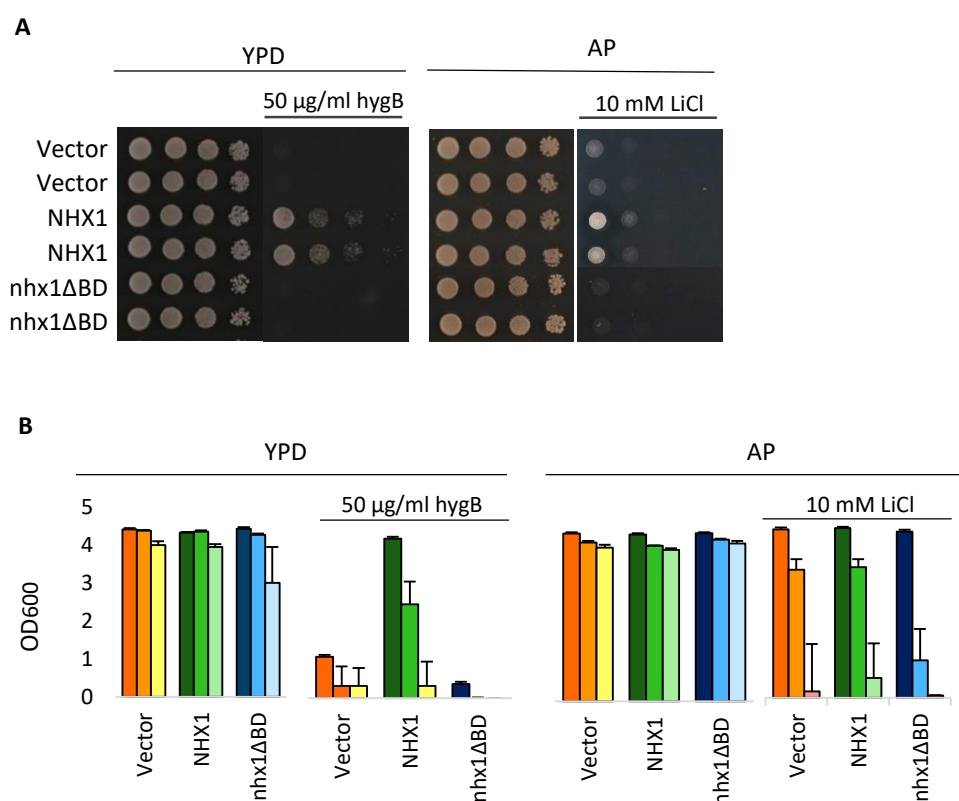 A
YPD
AP
50 µg/ml hygB
10 mM LiCl
Vector
Vector
NHX1
NHX1
nhx1ΔBD
nhx1ΔBD
B
YPD
AP
50 µg/ml hygB
10 mM LiCl
OD600
5
4
3
2
1
0
Vector
NHX1
nhx1ΔBD
Vector
NHX1
nhx1ΔBD
Vector
NHX1
nhx1ΔBD
Vector
NHX1
nhx1ΔBD